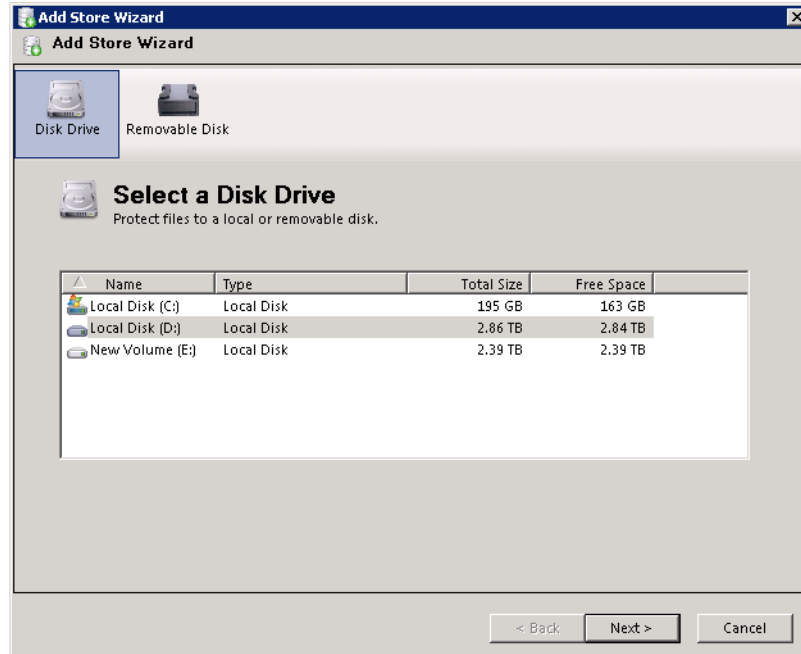 Add Store Wizard
Add Store Wizard
Disk Drive Removable Disk
Select a Disk Drive
Protect files to a local or removable disk.
Name Type Total Size Free Space
Local Disk (C:) Local Disk 195 GB 163 GB
Local Disk (D:) Local Disk 2.86 TB 2.84 TB
New Volume (E:) Local Disk 2.39 TB 2.39 TB
< Back Next > Cancel